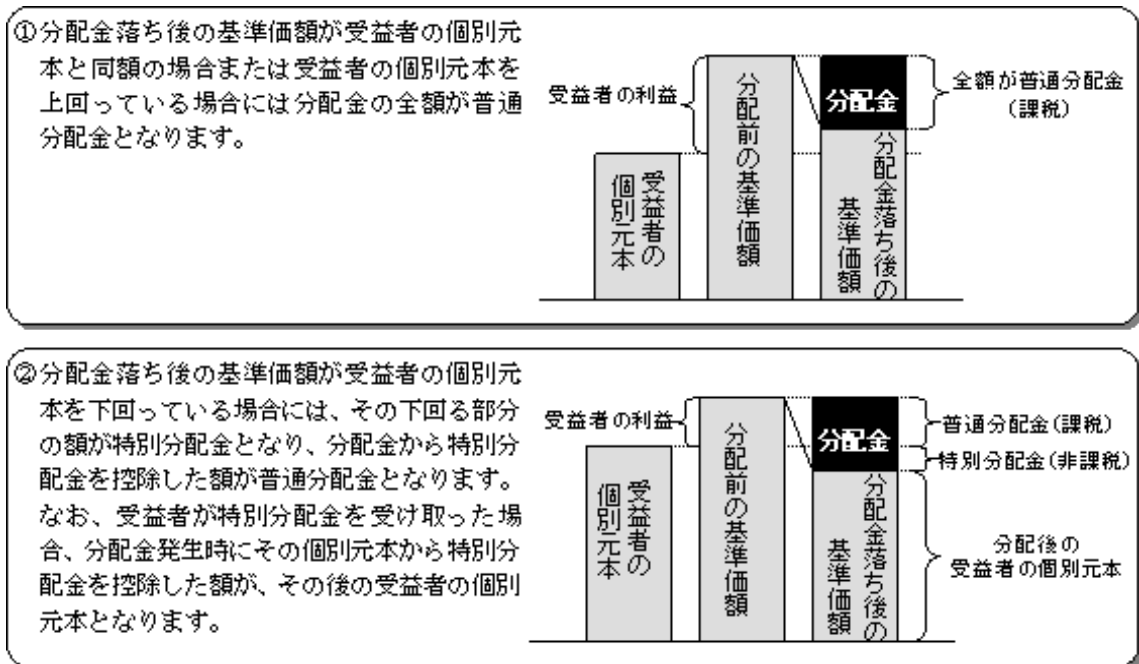 ①分配金落ち後の基準価額が受益者の個別元
本と同額の場合または受益者の個別元本を
上回っている場合には分配金の全額が普通
分配金となります。
受益者の利益
受益者の
個別元本
分配前の基準価額
分配金
分配金落ち後の
基準価額
全額が普通分配金
(課税)
②分配金落ち後の基準価額が受益者の個別元
本を下回っている場合には、その下回る部分
の額が特別分配金となり、分配金から特別分
配金を控除した額が普通分配金となります。
なお、受益者が特別分配金を受け取った場
合、分配金発生時にその個別元本から特別分
配金を控除した額が、その後の受益者の個別
元本となります。
受益者の利益
受益者の
個別元本
分配前の基準価額
分配金
分配金落ち後の
基準価額
普通分配金(課税)
特別分配金(非課税)
分配後の
受益者の個別元本